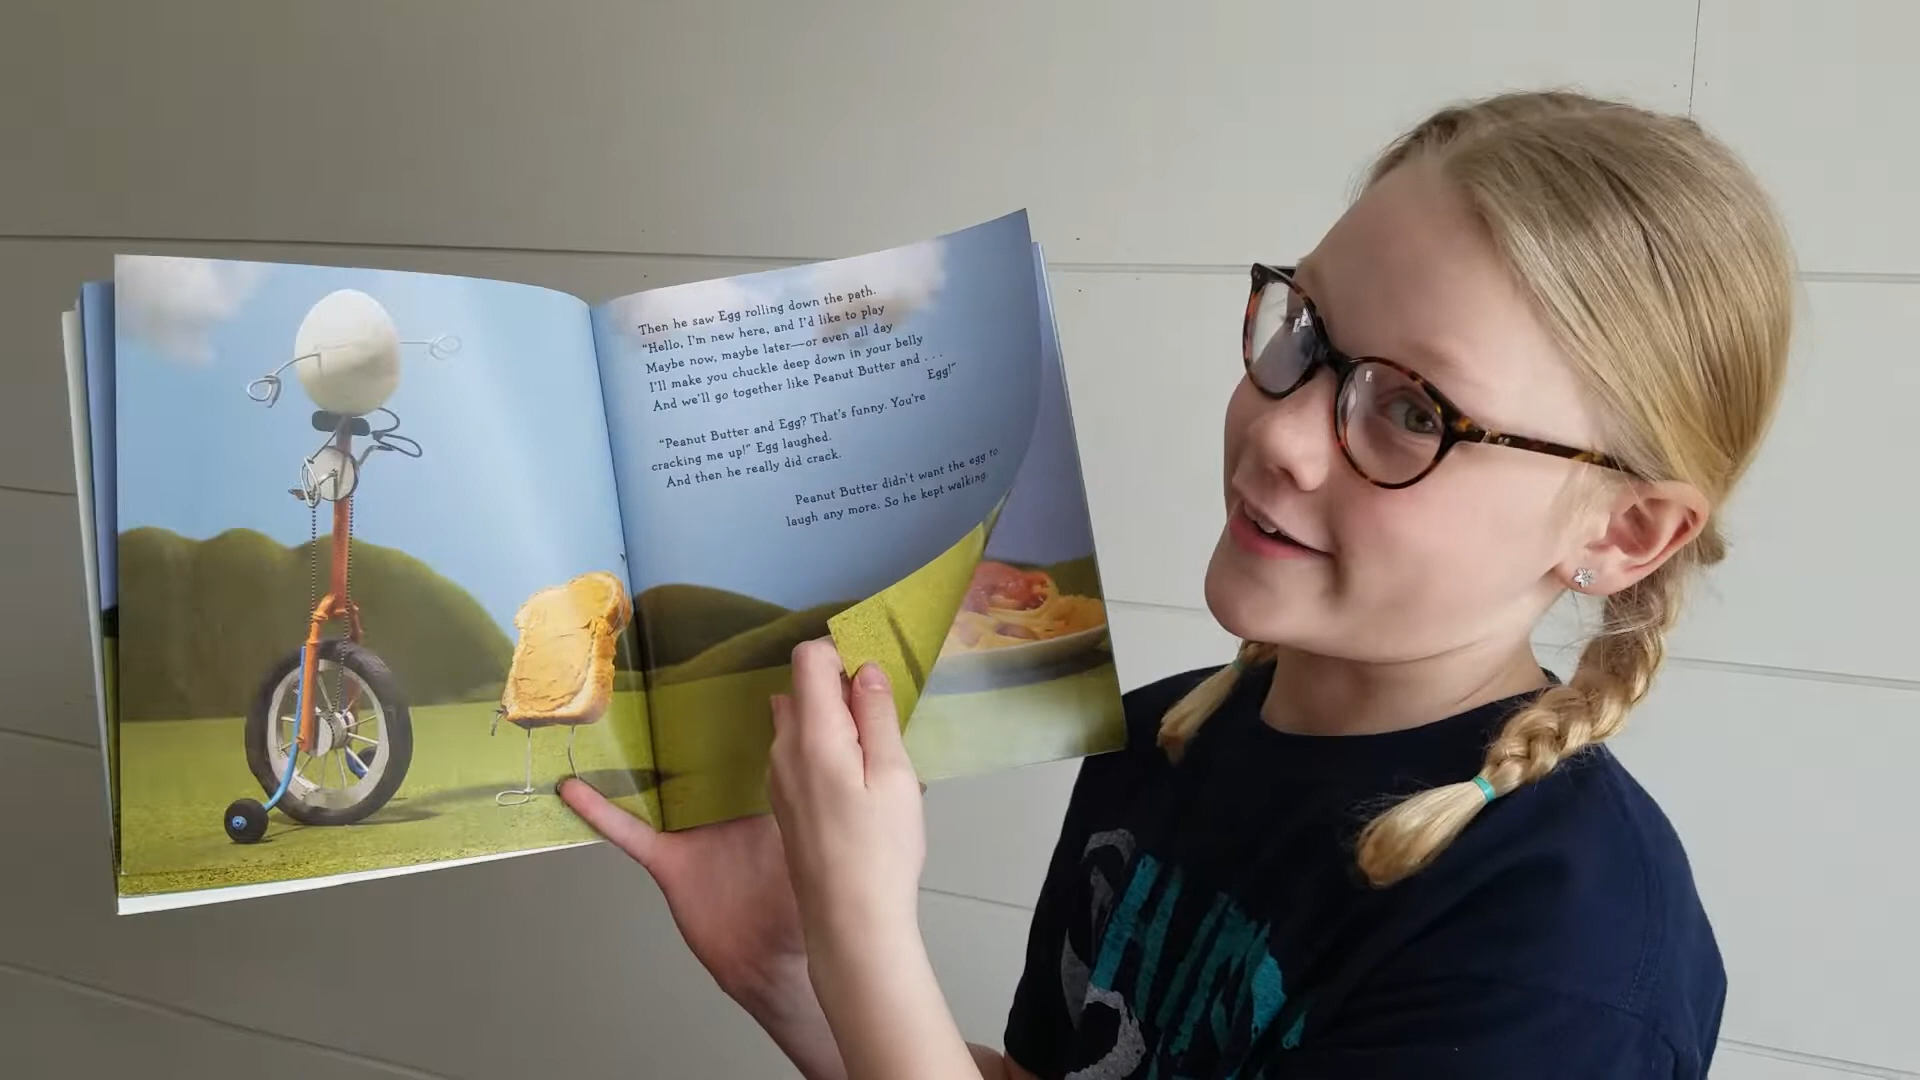 Then he saw Egg rolling down the path.
“Hello, I’m new here, and I’d like to play
Maybe now, maybe later—or even all day
I’ll make you chuckle deep down in your belly
And we’ll go together like Peanut Butter and . . .
Egg!”
“Peanut Butter and Egg? That’s funny. You’re
cracking me up!” Egg laughed.
And then he really did crack.
Peanut Butter didn’t want the egg to
laugh any more. So he kept walking.